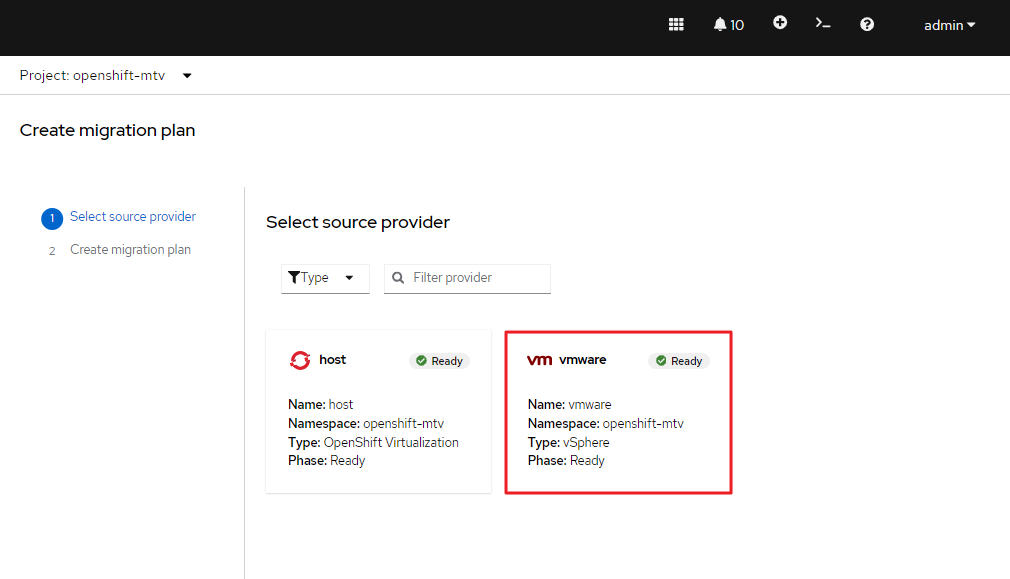 10 admin
Project: openshift-mtv
Create migration plan
1 Select source provider
2 Create migration plan
Select source provider
Type Filter provider
host Ready
Name: host
Namespace: openshift-mtv
Type: OpenShift Virtualization
Phase: Ready
vm vmware Ready
Name: vmware
Namespace: openshift-mtv
Type: vSphere
Phase: Ready